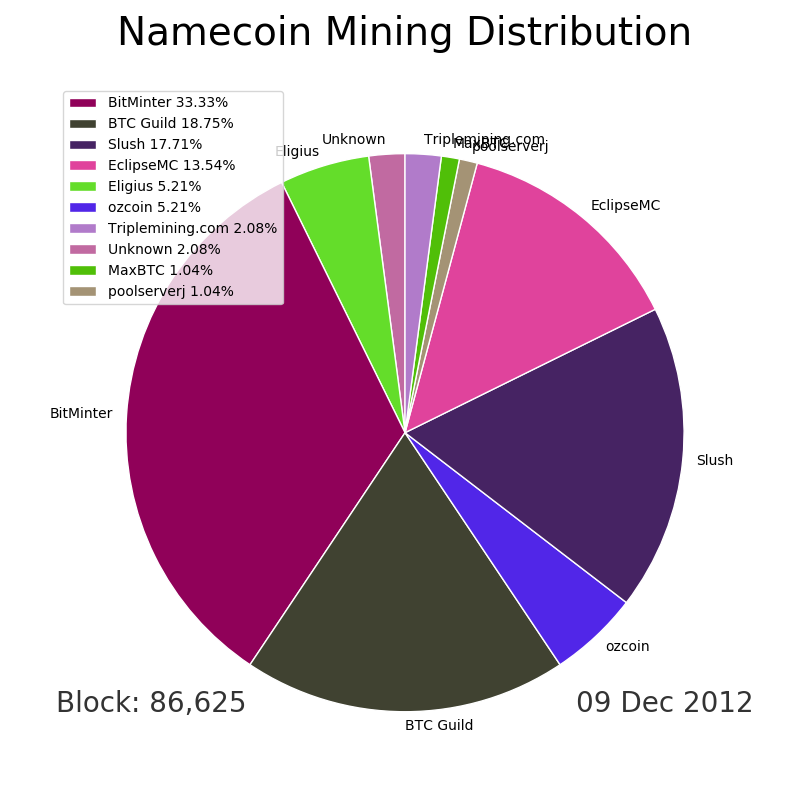 Namecoin Mining Distribution
BitMinter 33.33%
BTC Guild 18.75%
Slush 17.71%
EclipseMC 13.54%
Eligius 5.21%
ozcoin 5.21%
Triplemining.com 2.08%
Unknown 2.08%
MaxBTC 1.04%
poolserverj 1.04%
Unknown
Triplemining.com
MaxBTC
poolserverj
Eligius
EclipseMC
BitMinter
Slush
ozcoin
BTC Guild
Block: 86,625
09 Dec 2012